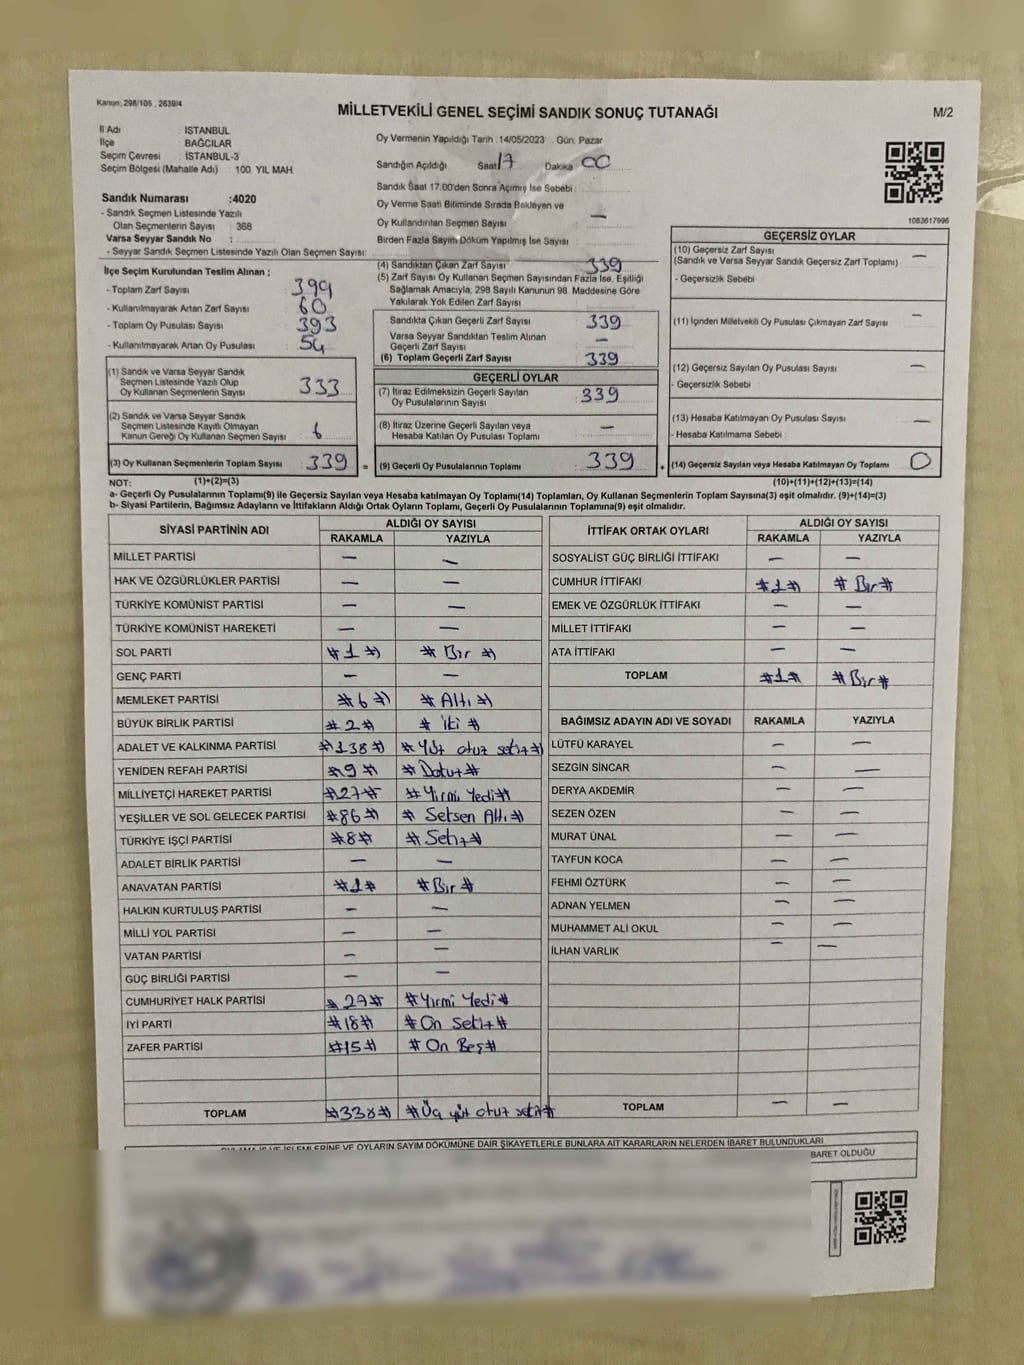 Kanun: 298/105 , 2839/4
MİLLETVEKİLİ GENEL SEÇİMİ SANDIK SONUÇ TUTANAĞI
M/2
İl Adı : İSTANBUL
İlçe : BAĞCILAR
Seçim Çevresi : İSTANBUL-3
Seçim Bölgesi (Mahalle Adı) : 100 YIL MAH
Sandık Numarası :4020
- Sandık Seçmen Listesinde Yazılı
Olan Seçmenlerin Sayısı : 368
Varsa Seyyar Sandık No :
- Seyyar Sandık Seçmen Listesinde Yazılı Olan Seçmen Sayısı:
Oy Vermenin Yapıldığı Tarih :14/05/2023 Gün: Pazar
Sandığın Açıldığı Saat: 17 Dakika: 00
Sandık Saat 17.00'den Sonra Açımış İse Sebebi :
Oy Verme Saati Bitiminde Sırada Bekleyen ve
Oy Kullandırılan Seçmen Sayısı : —
Birden Fazla Sayım Döküm Yapılmış İse Sayısı :
1083617996
İlçe Seçim Kurulundan Teslim Alınan ;
- Toplam Zarf Sayısı : 399
- Kullanılmayarak Artan Zarf Sayısı : 60
- Toplam Oy Pusulası Sayısı : 393
- Kullanılmayarak Artan Oy Pusulası : 54
(1) Sandık ve Varsa Seyyar Sandık
Seçmen Listesinde Yazılı Olup
Oy Kullanan Seçmenlerin Sayısı : 333
(2) Sandık ve Varsa Seyyar Sandık
Seçmen Listesinde Kayıtlı Olmayan
Kanun Gereği Oy Kullanan Seçmen Sayısı : 6
(3) Oy Kullanan Seçmenlerin Toplam Sayısı : 339
(1)+(2)=(3)
(4) Sandıktan Çıkan Zarf Sayısı : 339
(5) Zarf Sayısı Oy Kullanan Seçmen Sayısından Fazla İse, Eşitliği
Sağlamak Amacıyla, 298 Sayılı Kanunun 98. Maddesine Göre
Yakılarak Yok Edilen Zarf Sayısı :
Sandıkta Çıkan Geçerli Zarf Sayısı : 339
Varsa Seyyar Sandıktan Teslim Alınan
Geçerli Zarf Sayısı : —
(6) Toplam Geçerli Zarf Sayısı : 339
GEÇERLİ OYLAR
(7) İtiraz Edilmeksizin Geçerli Sayılan
Oy Pusulalarının Sayısı : 339
(8) İtiraz Üzerine Geçerli Sayılan veya
Hesaba Katılan Oy Pusulası Toplamı : —
= (9) Geçerli Oy Pusulalarının Toplamı : 339
GEÇERSİZ OYLAR
(10) Geçersiz Zarf Sayısı : —
(Sandık ve Varsa Seyyar Sandık Geçersiz Zarf Toplamı)
- Geçersizlik Sebebi :
(11) İçinden Milletvekili Oy Pusulası Çıkmayan Zarf Sayısı : —
(12) Geçersiz Sayılan Oy Pusulası Sayısı : —
- Geçersizlik Sebebi :
(13) Hesaba Katılmayan Oy Pusulası Sayısı : —
- Hesaba Katılmama Sebebi :
+ (14) Geçersiz Sayılan veya Hesaba Katılmayan Oy Toplamı : 0
(10)+(11)+(12)+(13)=(14)
NOT:
a- Geçerli Oy Pusulalarının Toplamı(9) ile Geçersiz Sayılan veya Hesaba katılmayan Oy Toplamı(14) Toplamları, Oy Kullanan Seçmenlerin Toplam Sayısına(3) eşit olmalıdır. (9)+(14)=(3)
b- Siyasi Partilerin, Bağımsız Adayların ve İttifakların Aldığı Ortak Oyların Toplamı, Geçerli Oy Pusulalarının Toplamına(9) eşit olmalıdır.
SİYASİ PARTİNİN ADI ALDIĞI OY SAYISI
RAKAMLA YAZIYLA
MİLLET PARTİSİ — —
HAK VE ÖZGÜRLÜKLER PARTİSİ — —
TÜRKİYE KOMÜNİST PARTİSİ — —
TÜRKİYE KOMÜNİST HAREKETİ — —
SOL PARTİ #1# # Bir #
GENÇ PARTİ — —
MEMLEKET PARTİSİ #6# # Altı #
BÜYÜK BİRLİK PARTİSİ #2# # iki #
ADALET VE KALKINMA PARTİSİ #138# # Yüz otuz sekiz #
YENİDEN REFAH PARTİSİ #9# # Dokuz #
MİLLİYETÇİ HAREKET PARTİSİ #27# # Yirmi Yedi #
YEŞİLLER VE SOL GELECEK PARTİSİ #86# # Seksen Altı #
TÜRKİYE İŞÇİ PARTİSİ #8# # Sekiz #
ADALET BİRLİK PARTİSİ — —
ANAVATAN PARTİSİ #1# # Bir #
HALKIN KURTULUŞ PARTİSİ — —
MİLLİ YOL PARTİSİ — —
VATAN PARTİSİ — —
GÜÇ BİRLİĞİ PARTİSİ — —
CUMHURİYET HALK PARTİSİ #27# # Yirmi Yedi #
İYİ PARTİ #18# # On Sekiz #
ZAFER PARTİSİ #15# # On Beş #
TOPLAM #338# # Üç yüz otuz sekiz #
İTTİFAK ORTAK OYLARI ALDIĞI OY SAYISI
RAKAMLA YAZIYLA
SOSYALİST GÜÇ BİRLİĞİ İTTİFAKI — —
CUMHUR İTTİFAKI #1# # Bir #
EMEK VE ÖZGÜRLÜK İTTİFAKI — —
MİLLET İTTİFAKI — —
ATA İTTİFAKI — —
TOPLAM #1# # Bir #
BAĞIMSIZ ADAYIN ADI VE SOYADI RAKAMLA YAZIYLA
LÜTFÜ KARAYEL — —
SEZGİN SİNCAR — —
DERYA AKDEMİR — —
SEZEN ÖZEN — —
MURAT ÜNAL — —
TAYFUN KOCA — —
FEHMİ ÖZTÜRK — —
ADNAN YELMEN — —
MUHAMMET ALİ OKUL — —
İLHAN VARLIK — —
TOPLAM — —
OYLAMA İŞ VE İŞLEMLERİNE VE OYLARIN SAYIM DÖKÜMÜNE DAİR ŞİKAYETLERLE BUNLARA AİT KARARLARIN NELERDEN İBARET BULUNDUKLARI
BARET OLDUĞU